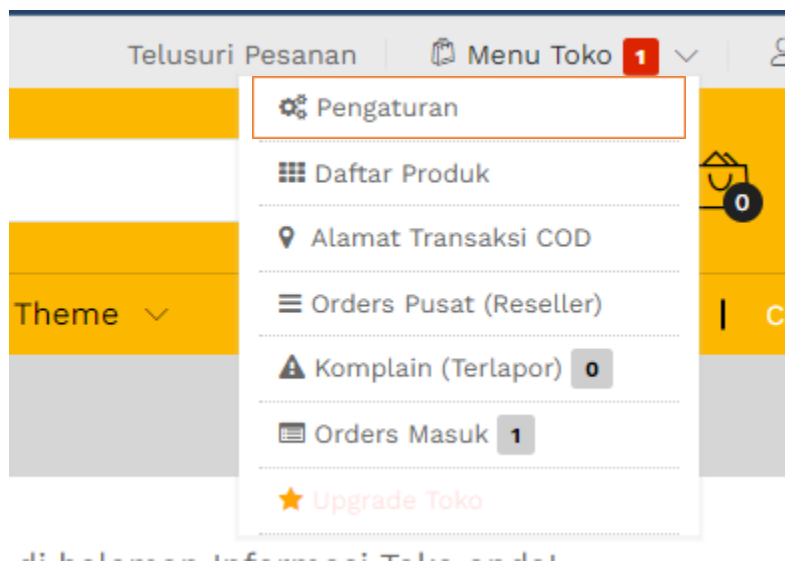 Telusuri Pesanan Menu Toko 1
Pengaturan
Daftar Produk
0
Alamat Transaksi COD
Theme
Orders Pusat (Reseller)
Komplain (Terlapor) 0
Orders Masuk 1
Upgrade Toko